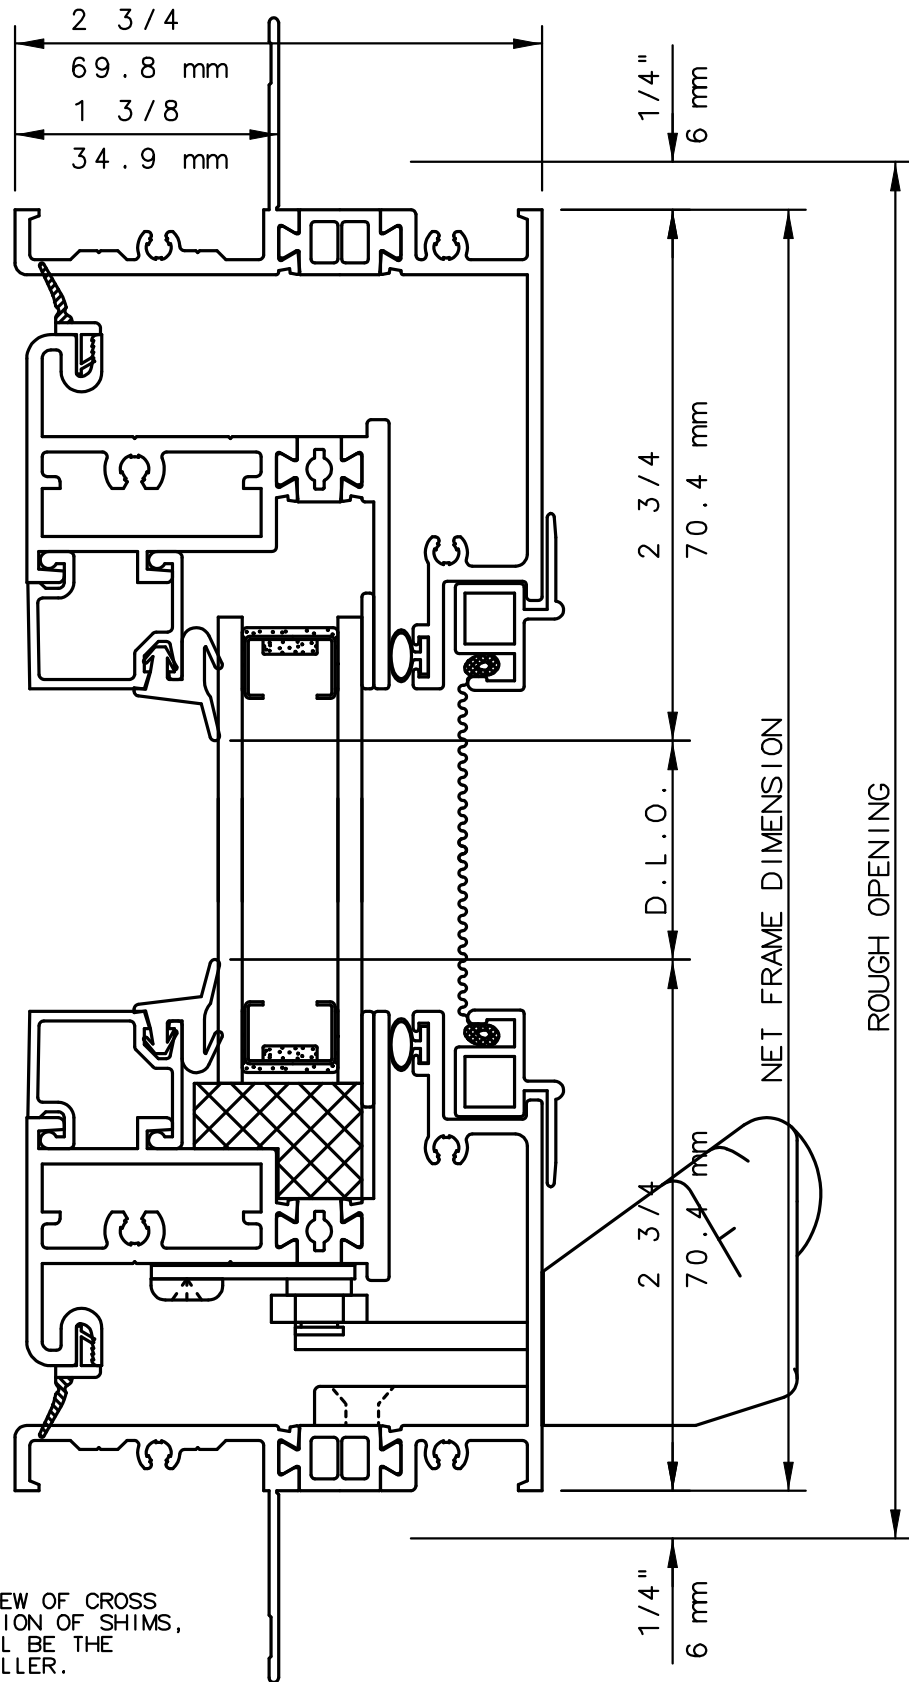 2 3/4
69.8 mm
1 3/8
34.9 mm
1/4"
6 mm
2 3/4
70.4 mm
D.L.O.
NET FRAME DIMENSION
ROUGH OPENING
2 3/4
70.4 mm
1/4"
6 mm
EW OF CROSS
ION OF SHIMS,
L BE THE
LLER.